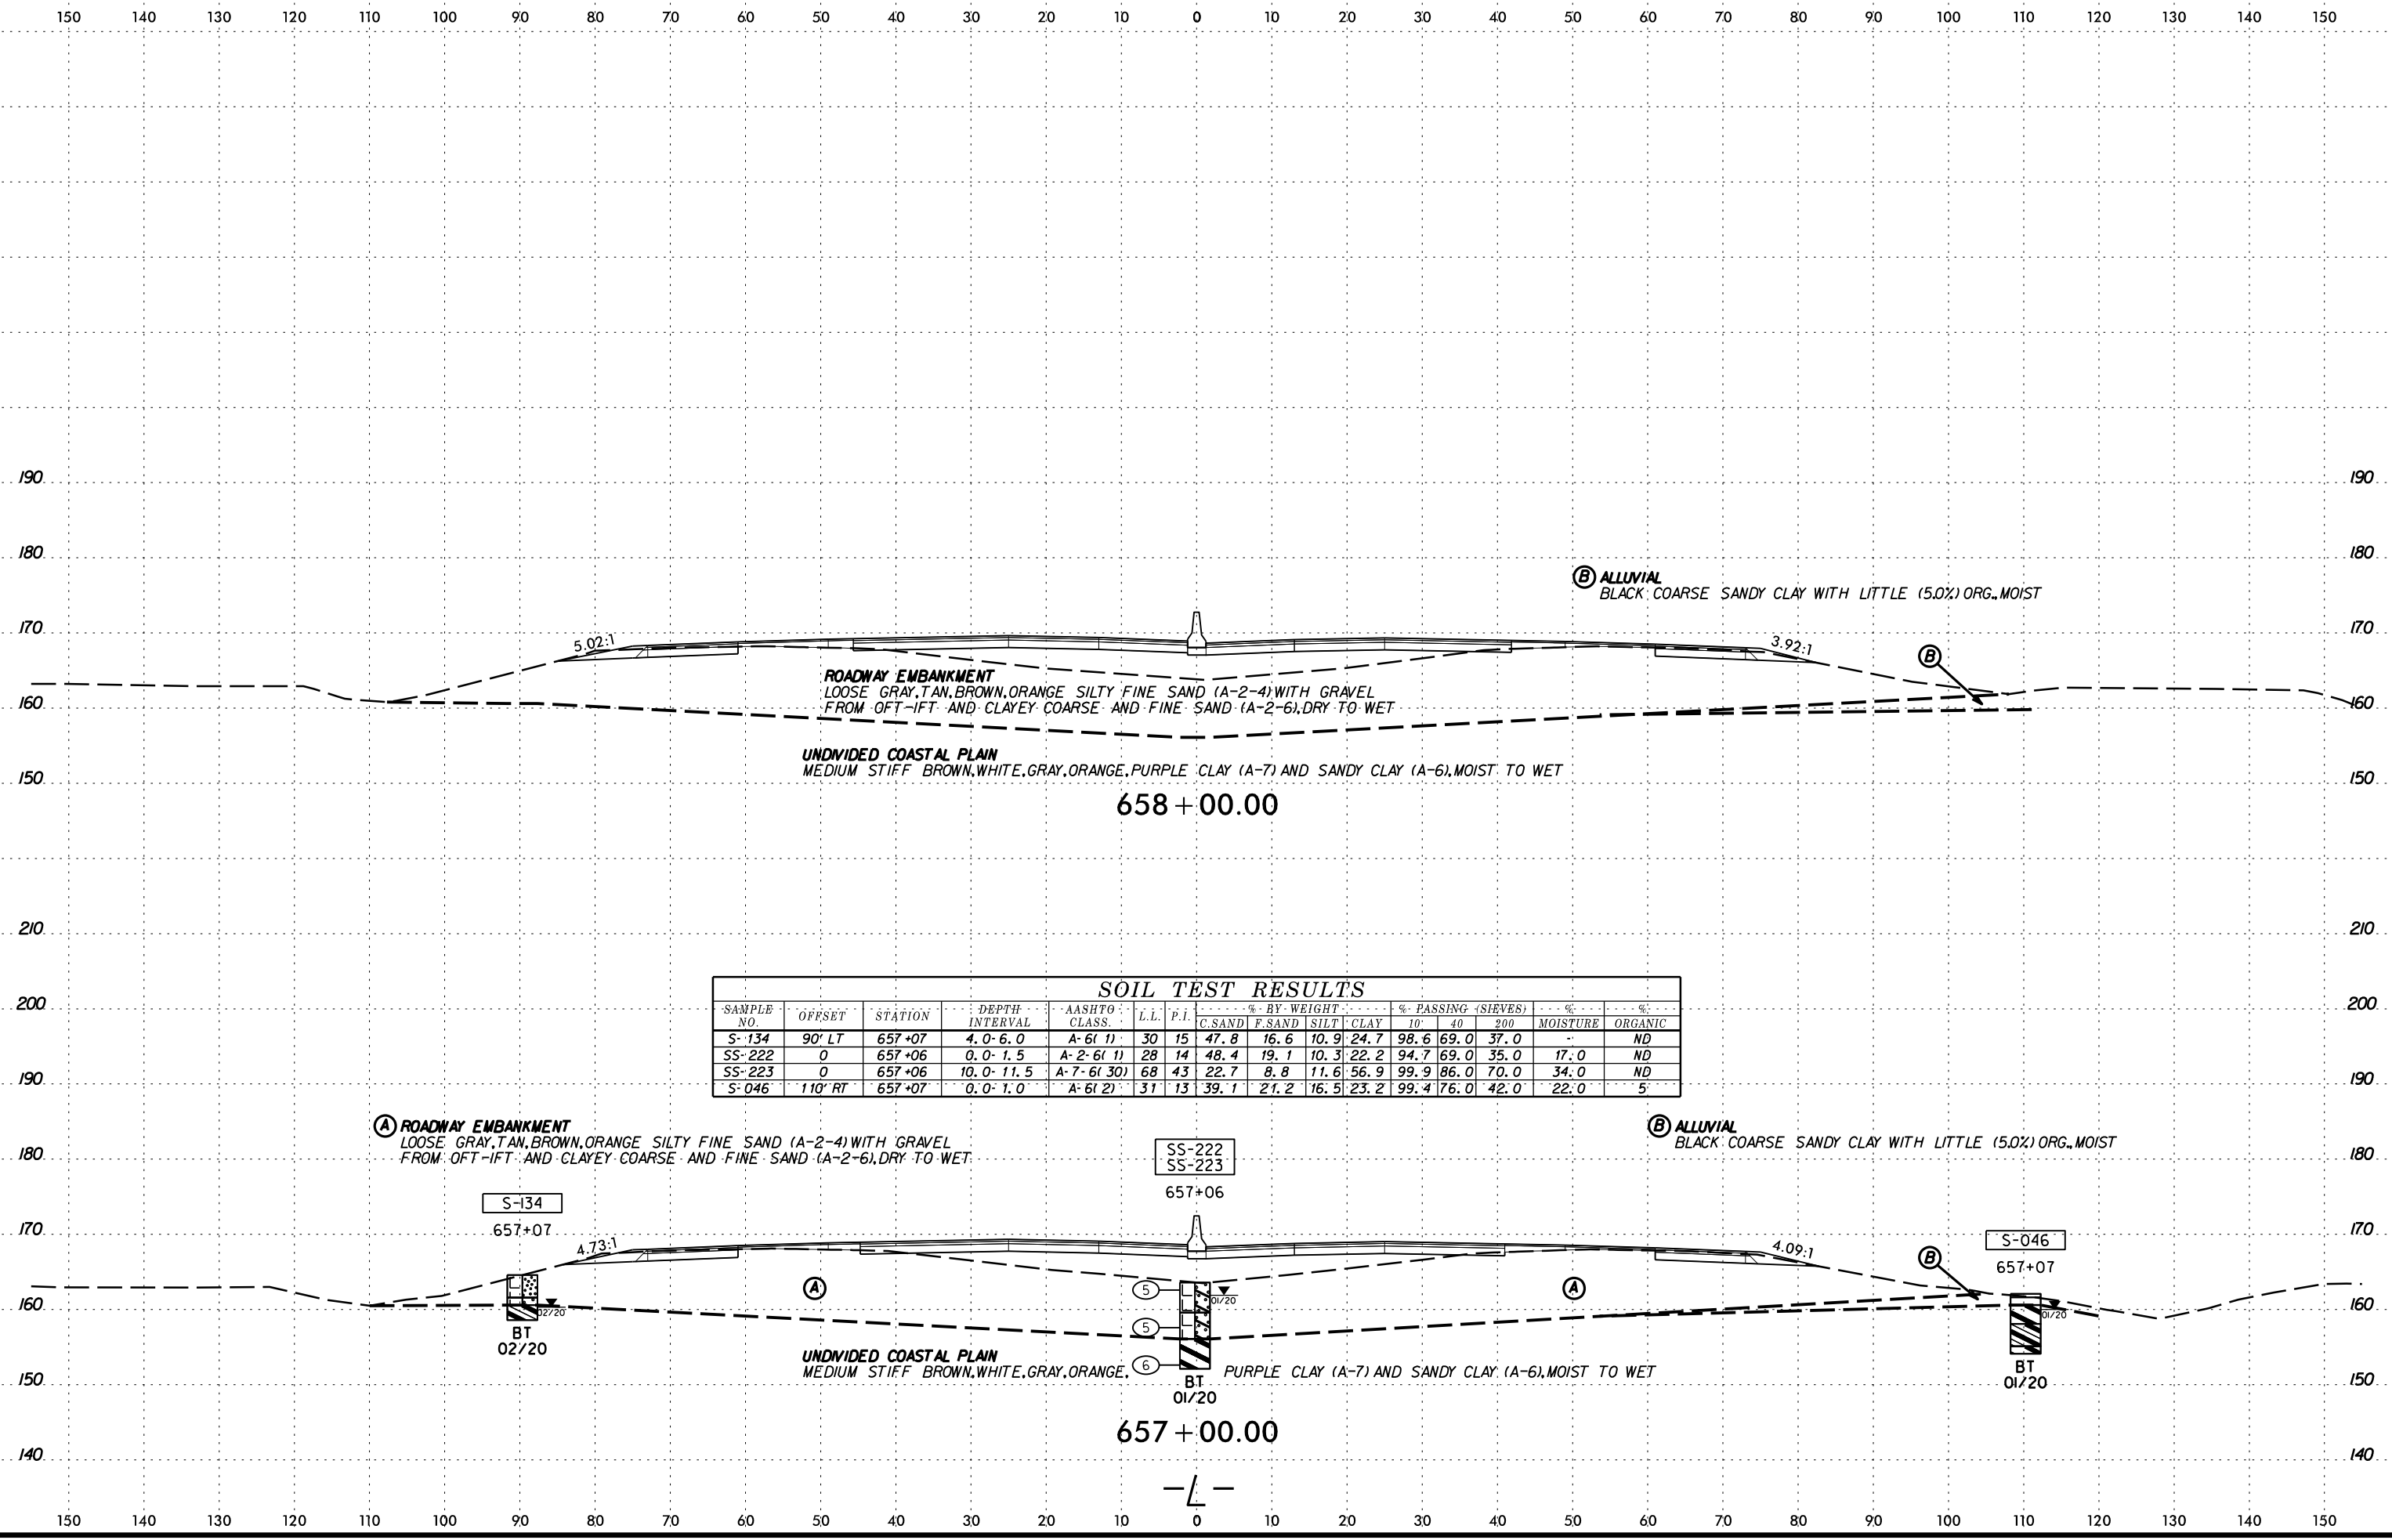 150 140 130 120 110 100 90 80 70 60 50 40 30 20 10 0 10 20 30 40 50 60 70 80 90 100 110 120 130 140 150
190 190
180 180
Ⓑ ALLUVIAL
BLACK COARSE SANDY CLAY WITH LITTLE (5.0%) ORG., MOIST
170 170
5.02:1 3.92:1
B
ROADWAY EMBANKMENT
LOOSE GRAY, TAN, BROWN, ORANGE SILTY FINE SAND (A-2-4) WITH GRAVEL
FROM 0FT-1FT AND CLAYEY COARSE AND FINE SAND (A-2-6), DRY TO WET
160 160
UNDIVIDED COASTAL PLAIN
MEDIUM STIFF BROWN, WHITE, GRAY, ORANGE, PURPLE CLAY (A-7) AND SANDY CLAY (A-6), MOIST TO WET
150 150
658+00.00
210 210
SOIL TEST RESULTS
200 200
SAMPLE NO. OFFSET STATION DEPTH INTERVAL AASHTO CLASS. L.L. P.I. % BY WEIGHT % PASSING (SIEVES) % MOISTURE % ORGANIC
C.SAND F.SAND SILT CLAY 10 40 200
S-134 90' LT 657+07 4.0-6.0 A-6(1) 30 15 47.8 16.6 10.9 24.7 98.6 69.0 37.0 - ND
SS-222 0 657+06 0.0-1.5 A-2-6(1) 28 14 48.4 19.1 10.3 22.2 94.7 69.0 35.0 17.0 ND
SS-223 0 657+06 10.0-11.5 A-7-6(30) 68 43 22.7 8.8 11.6 56.9 99.9 86.0 70.0 34.0 ND
S-046 110' RT 657+07 0.0-1.0 A-6(2) 31 13 39.1 21.2 16.5 23.2 99.4 76.0 42.0 22.0 5
190 190
Ⓐ ROADWAY EMBANKMENT
LOOSE GRAY, TAN, BROWN, ORANGE SILTY FINE SAND (A-2-4) WITH GRAVEL
FROM 0FT-1FT AND CLAYEY COARSE AND FINE SAND (A-2-6), DRY TO WET
Ⓑ ALLUVIAL
BLACK COARSE SANDY CLAY WITH LITTLE (5.0%) ORG., MOIST
180 180
SS-222
SS-223
657+06
S-134
657+07
170 170
4.73:1 4.09:1
S-046
657+07
B
A A
5
01/20
02/20
01/20
160 160
5
BT
02/20
UNDIVIDED COASTAL PLAIN
MEDIUM STIFF BROWN, WHITE, GRAY, ORANGE, 6 PURPLE CLAY (A-7) AND SANDY CLAY (A-6), MOIST TO WET
BT
01/20
BT
01/20
150 150
657+00.00
140 140
-L-
150 140 130 120 110 100 90 80 70 60 50 40 30 20 10 0 10 20 30 40 50 60 70 80 90 100 110 120 130 140 150